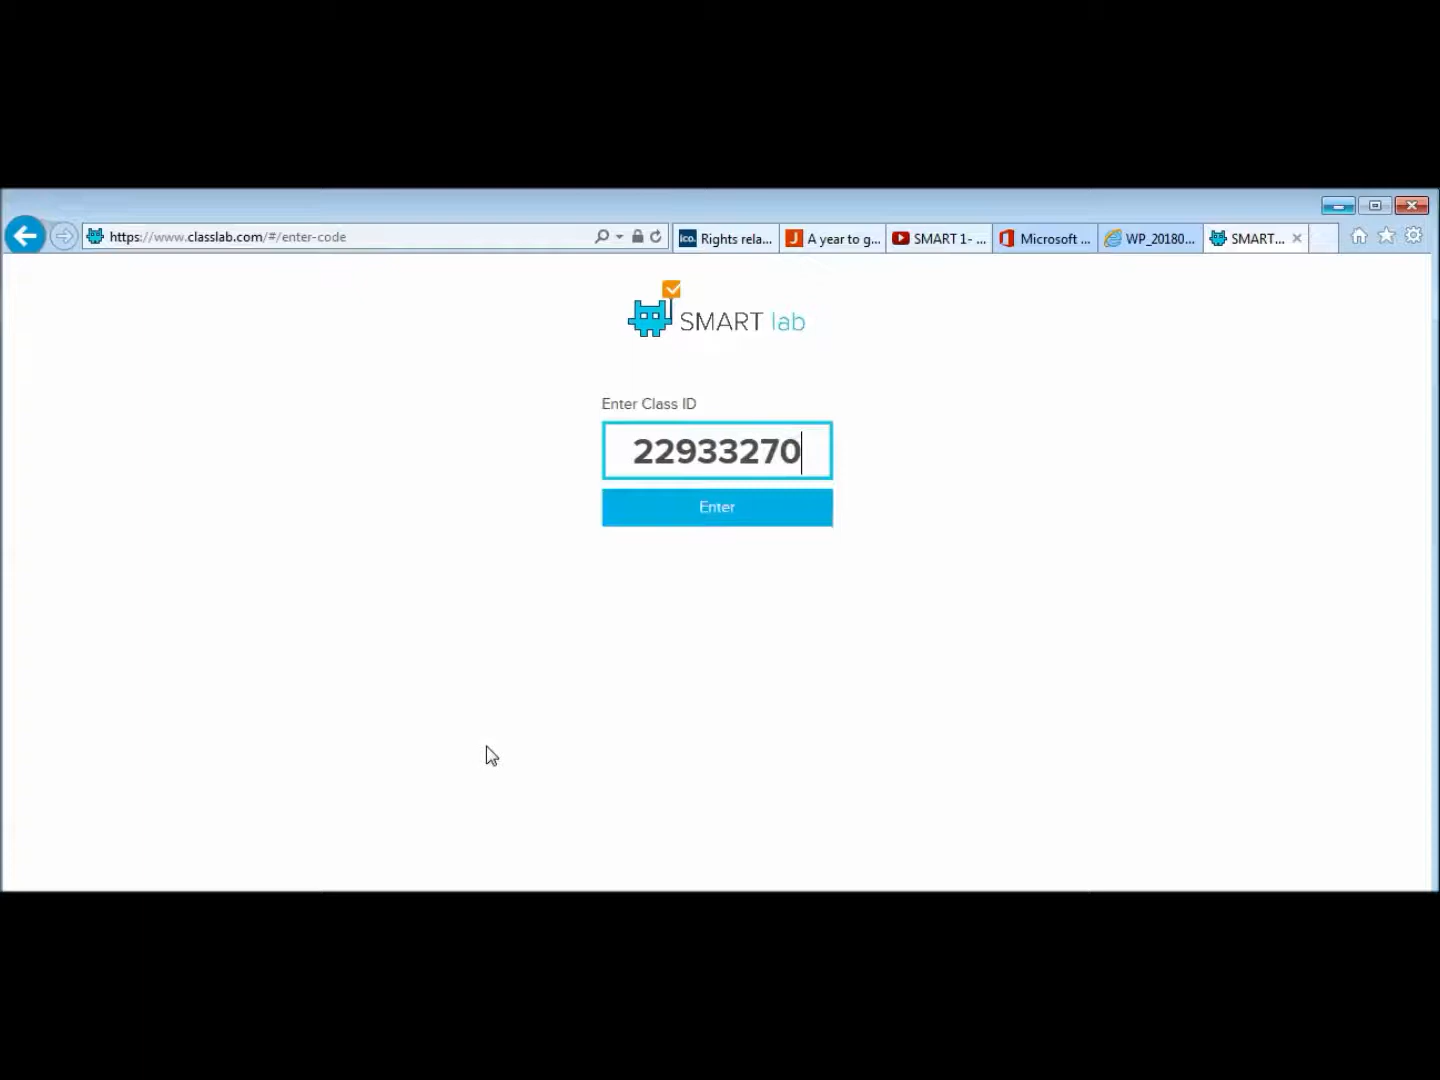 https://www.classlab.com/#/enter-code
ico. Rights rela...
J A year to g...
SMART 1- ...
Microsoft ...
WP_20180...
SMART...
SMART lab
Enter Class ID
22933270
Enter